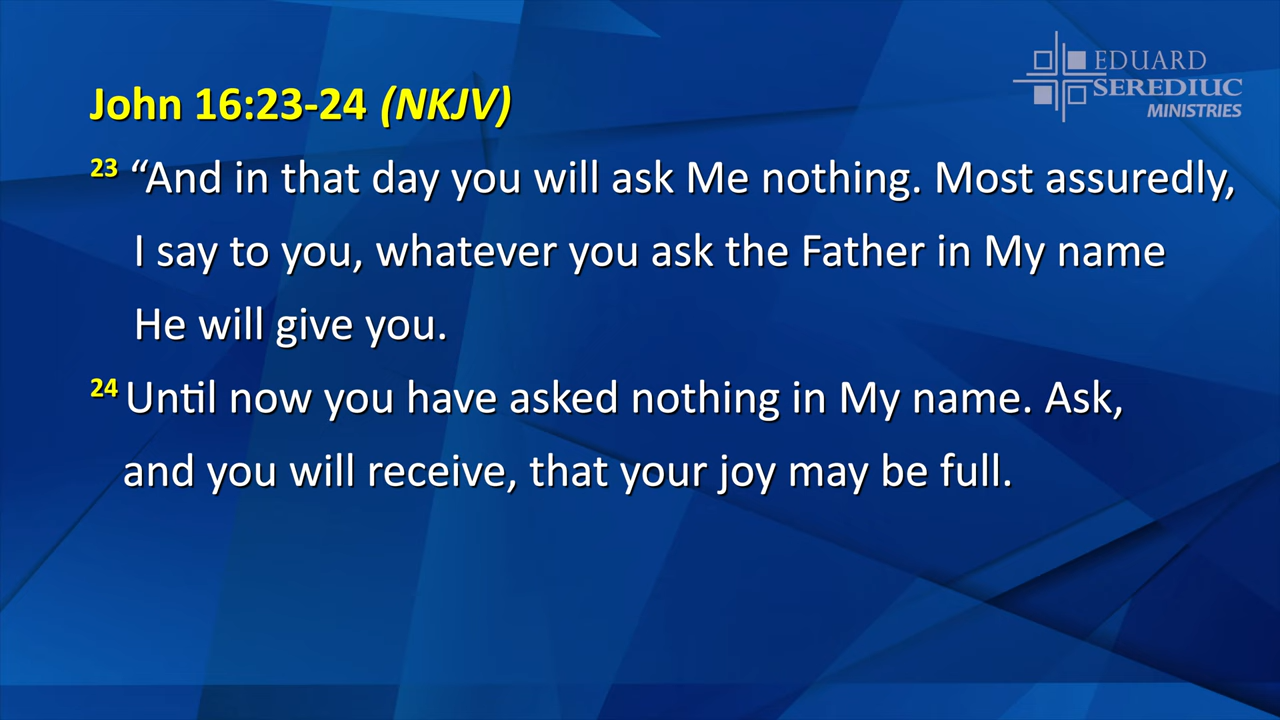 EDUARD
SEREDIUC
MINISTRIES
John 16:23-24 (NKJV)
23 “And in that day you will ask Me nothing. Most assuredly,
I say to you, whatever you ask the Father in My name
He will give you.
24 Until now you have asked nothing in My name. Ask,
and you will receive, that your joy may be full.